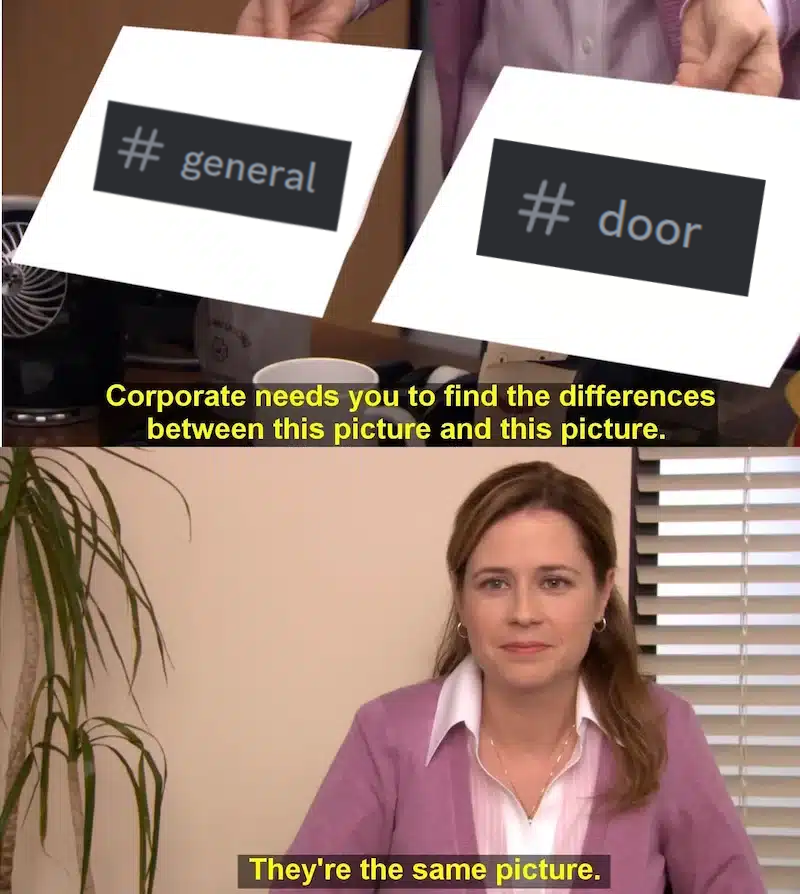 # general
# door
Corporate needs you to find the differences
between this picture and this picture.
They're the same picture.